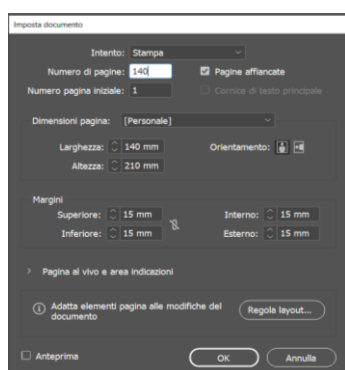 Imposta documento
Intento: Stampa
Numero di pagine: 140 Pagine affiancate
Numero pagina iniziale: 1 Cornice di testo principale
Dimensioni pagina: [Personale]
Larghezza: 140 mm Orientamento:
Altezza: 210 mm
Margini
Superiore: 15 mm Interno: 15 mm
Inferiore: 15 mm Esterno: 15 mm
> Pagina al vivo e area indicazioni
Adatta elementi pagina alle modifiche del documento Regola layout...
Anteprima OK Annulla